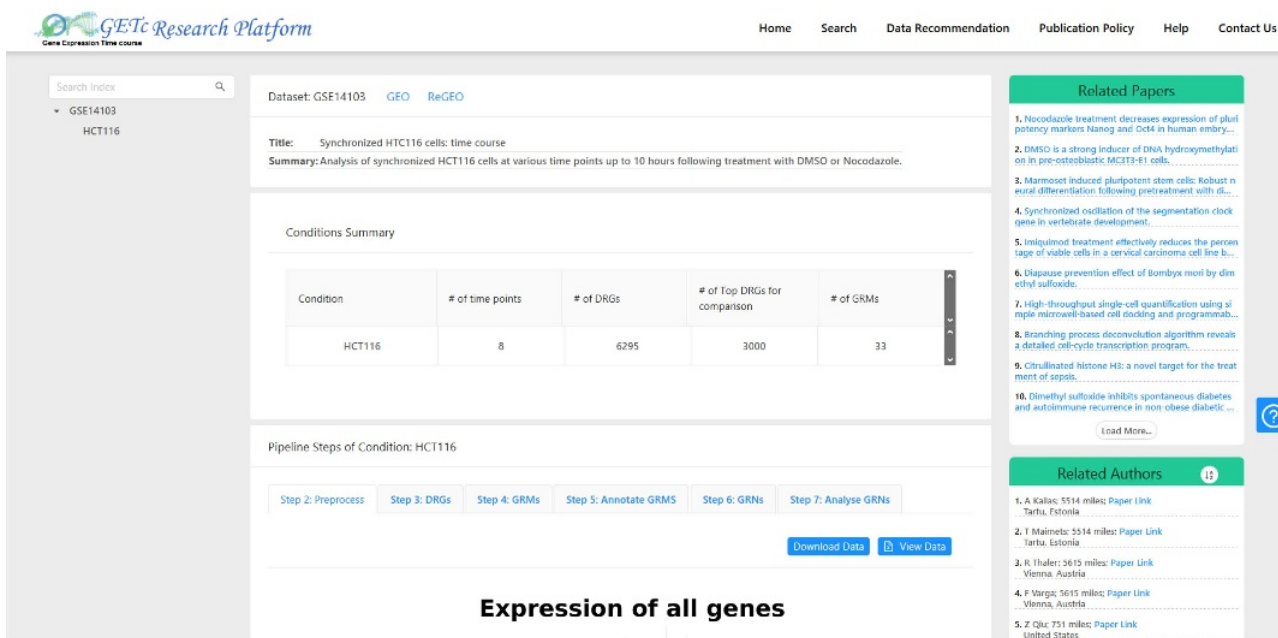 GETc Research Platform
Gene Expression Time course
Home Search Data Recommendation Publication Policy Help Contact Us
Search Index
GSE14103
HCT116
Dataset: GSE14103 GEO ReGEO
Title: Synchronized HTC116 cells: time course
Summary: Analysis of synchronized HCT116 cells at various time points up to 10 hours following treatment with DMSO or Nocodazole.
Conditions Summary
Condition # of time points # of DRGs # of Top DRGs for comparison # of GRMs
HCT116 8 6295 3000 33
Pipeline Steps of Condition: HCT116
Step 2: Preprocess Step 3: DRGs Step 4: GRMs Step 5: Annotate GRMS Step 6: GRNs Step 7: Analyse GRNs
Download Data View Data
Expression of all genes
Related Papers
1. Nocodazole treatment decreases expression of pluri
potency markers Nanog and Oct4 in human embry...
2. DMSO is a strong inducer of DNA hydroxymethylati
on in pre-osteoblastic MC3T3-E1 cells.
3. Marmoset induced pluripotent stem cells: Robust n
eural differentiation following pretreatment with di...
4. Synchronized oscillation of the segmentation clock
gene in vertebrate development.
5. Imiquimod treatment effectively reduces the percen
tage of viable cells in a cervical carcinoma cell line b...
6. Diapause prevention effect of Bombyx mori by dim
ethyl sulfoxide.
7. High-throughput single-cell quantification using si
mple microwell-based cell docking and programmab...
8. Branching process deconvolution algorithm reveals
a detailed cell-cycle transcription program.
9. Citrullinated histone H3: a novel target for the treat
ment of sepsis.
10. Dimethyl sulfoxide inhibits spontaneous diabetes
and autoimmune recurrence in non-obese diabetic ...
Load More...
Related Authors
1. A Kallas; 5514 miles; Paper Link
Tartu, Estonia
2. T Maimets; 5514 miles; Paper Link
Tartu, Estonia
3. R Thaler; 5615 miles; Paper Link
Vienna, Austria
4. F Varga; 5615 miles; Paper Link
Vienna, Austria
5. Z Qiu; 751 miles; Paper Link
United States